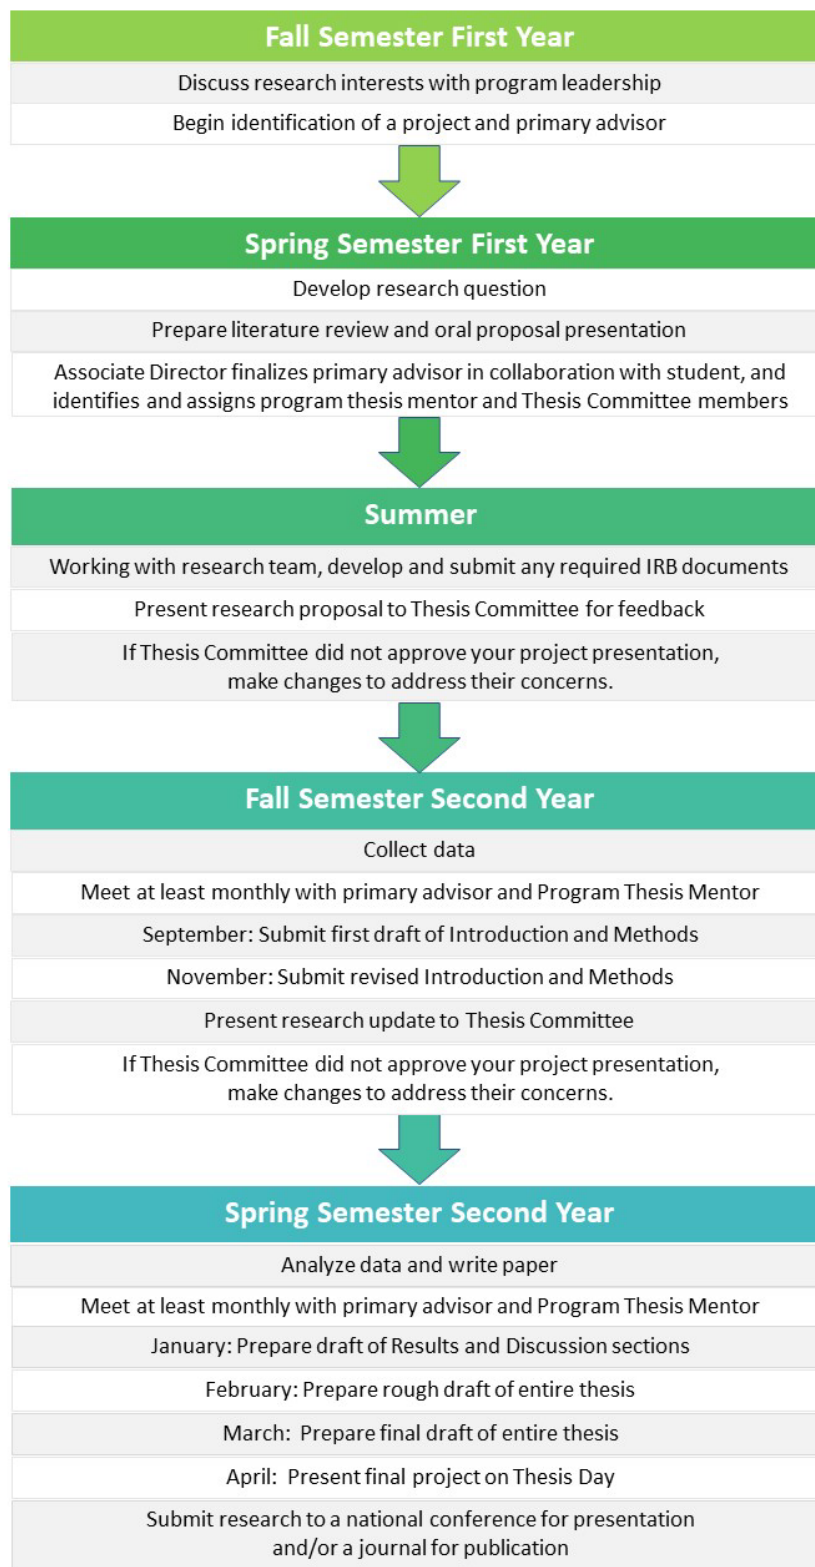 Fall Semester First Year
Discuss research interests with program leadership
Begin identification of a project and primary advisor
Spring Semester First Year
Develop research question
Prepare literature review and oral proposal presentation
Associate Director finalizes primary advisor in collaboration with student, and
identifies and assigns program thesis mentor and Thesis Committee members
Summer
Working with research team, develop and submit any required IRB documents
Present research proposal to Thesis Committee for feedback
If Thesis Committee did not approve your project presentation,
make changes to address their concerns.
Fall Semester Second Year
Collect data
Meet at least monthly with primary advisor and Program Thesis Mentor
September: Submit first draft of Introduction and Methods
November: Submit revised Introduction and Methods
Present research update to Thesis Committee
If Thesis Committee did not approve your project presentation,
make changes to address their concerns.
Spring Semester Second Year
Analyze data and write paper
Meet at least monthly with primary advisor and Program Thesis Mentor
January: Prepare draft of Results and Discussion sections
February: Prepare rough draft of entire thesis
March: Prepare final draft of entire thesis
April: Present final project on Thesis Day
Submit research to a national conference for presentation
and/or a journal for publication